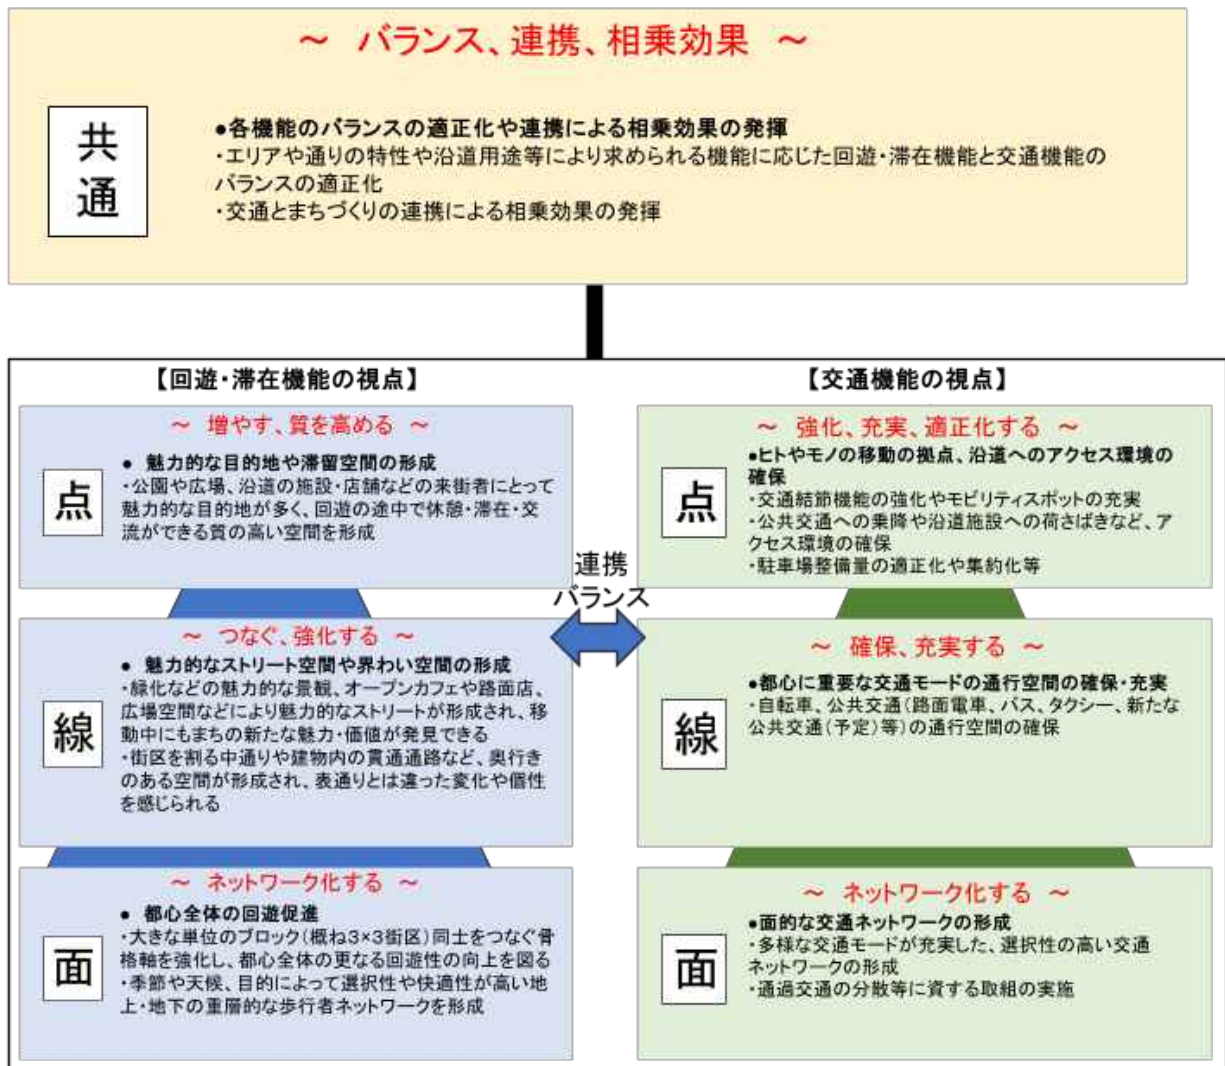 ～ バランス、連携、相乗効果 ～
共通
●各機能のバランスの適正化や連携による相乗効果の発揮
・エリアや通りの特性や沿道用途等により求められる機能に応じた回遊・滞在機能と交通機能の
バランスの適正化
・交通とまちづくりの連携による相乗効果の発揮
【回遊・滞在機能の視点】
～ 増やす、質を高める ～
点
● 魅力的な目的地や滞留空間の形成
・公園や広場、沿道の施設・店舗などの来街者にとって
魅力的な目的地が多く、回遊の途中で休憩・滞在・交
流ができる質の高い空間を形成
～ つなぐ、強化する ～
線
● 魅力的なストリート空間や界わい空間の形成
・緑化などの魅力的な景観、オープンカフェや路面店、
広場空間などにより魅力的なストリートが形成され、移
動中にもまちの新たな魅力・価値が発見できる
・街区を割る中通りや建物内の貫通通路など、奥行き
のある空間が形成され、表通りとは違った変化や個性
を感じられる
～ ネットワーク化する ～
面
● 都心全体の回遊促進
・大きな単位のブロック（概ね3×3街区）同士をつなぐ骨
格軸を強化し、都心全体の更なる回遊性の向上を図る
・季節や天候、目的によって選択性や快適性が高い地
上・地下の重層的な歩行者ネットワークを形成
連携
バランス
【交通機能の視点】
～ 強化、充実、適正化する ～
点
●ヒトやモノの移動の拠点、沿道へのアクセス環境の
確保
・交通結節機能の強化やモビリティスポットの充実
・公共交通への乗降や沿道施設への荷さばきなど、ア
クセス環境の確保
・駐車場整備量の適正化や集約化等
～ 確保、充実する ～
線
●都心に重要な交通モードの通行空間の確保・充実
・自転車、公共交通（路面電車、バス、タクシー、新たな
公共交通（予定）等）の通行空間の確保
～ ネットワーク化する ～
面
●面的な交通ネットワークの形成
・多様な交通モードが充実した、選択性の高い交通
ネットワークの形成
・通過交通の分散等に資する取組の実施